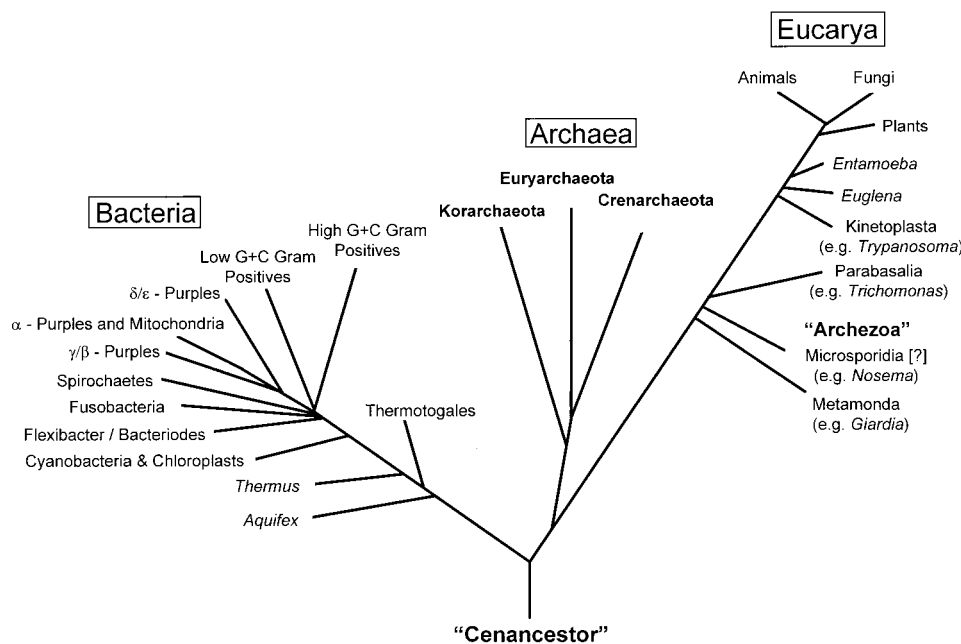 Eucarya
Animals
Fungi
Plants
Entamoeba
Euglena
Kinetoplasta
(e.g. Trypanosoma)
Parabasalia
(e.g. Trichomonas)
“Archezoa”
Microsporidia [?]
(e.g. Nosema)
Metamonda
(e.g. Giardia)
Archaea
Euryarchaeota
Korarchaeota
Crenarchaeota
Bacteria
High G+C Gram
Positives
Low G+C Gram
Positives
δ/ε - Purples
α - Purples and Mitochondria
γ/β - Purples
Spirochaetes
Fusobacteria
Flexibacter / Bacteriodes
Cyanobacteria & Chloroplasts
Thermotogales
Thermus
Aquifex
“Cenancestor”